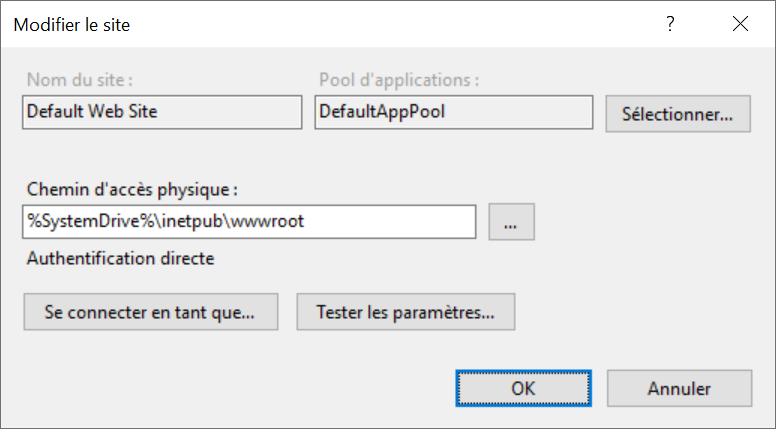 Modifier le site
Nom du site :
Pool d'applications :
Default Web Site
DefaultAppPool
Sélectionner...
Chemin d'accès physique :
%SystemDrive%\inetpub\wwwroot
...
Authentification directe
Se connecter en tant que...
Tester les paramètres...
OK
Annuler